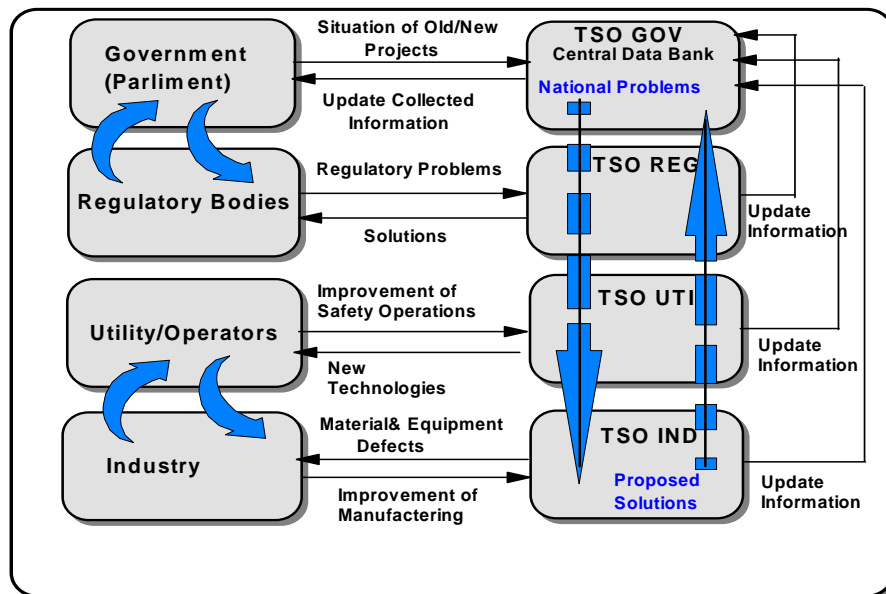 Government
(Parliment)
Situation of Old/New
Projects
Update Collected
Information
TSO GOV
Central Data Bank
National Problems
Regulatory Bodies
Regulatory Problems
Solutions
TSO REG
Update
Information
Utility/Operators
Improvement of
Safety Operations
New
Technologies
TSO UTI
Update
Information
Industry
Material& Equipment
Defects
Improvement of
Manufactering
TSO IND
Proposed
Solutions
Update
Information